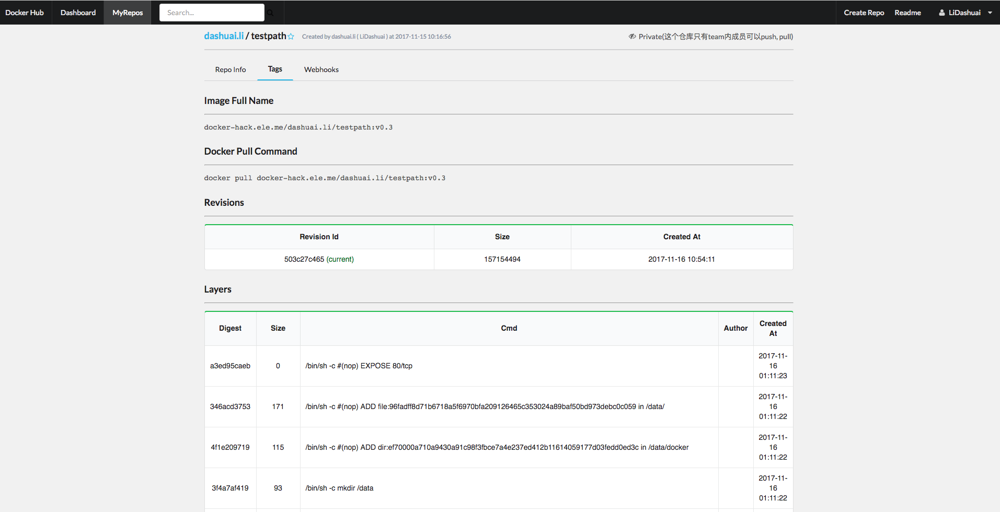 Docker Hub Dashboard MyRepos Search... Create Repo Readme LiDashuai
dashuai.li / testpath Created by dashuai.li ( LiDashuai ) at 2017-11-15 10:16:56 Private(这个仓库只有team内成员可以push, pull)
Repo Info Tags Webhooks
Image Full Name
docker-hack.ele.me/dashuai.li/testpath:v0.3
Docker Pull Command
docker pull docker-hack.ele.me/dashuai.li/testpath:v0.3
Revisions
Revision Id Size Created At
503c27c465 (current) 157154494 2017-11-16 10:54:11
Layers
Digest Size Cmd Author Created At
a3ed95caeb 0 /bin/sh -c #(nop) EXPOSE 80/tcp 2017-11-16 01:11:23
346acd3753 171 /bin/sh -c #(nop) ADD file:96fadff8d71b6718a5f6970bfa209126465c353024a89baf50bd973debc0c059 in /data/ 2017-11-16 01:11:22
4f1e209719 115 /bin/sh -c #(nop) ADD dir:ef70000a710a9430a91c98f3fbce7a4e237ed412b11614059177d03fedd0ed3c in /data/docker 2017-11-16 01:11:22
3f4a7af419 93 /bin/sh -c mkdir /data 2017-11-16 01:11:22